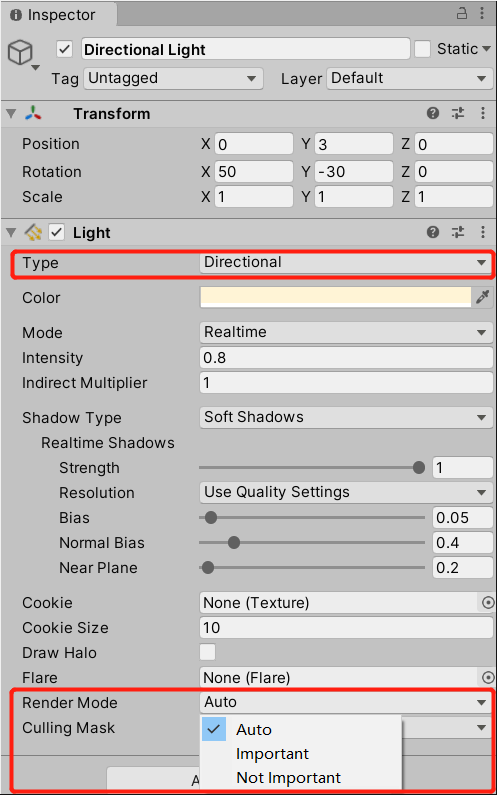 Inspector
Directional Light Static
Tag Untagged Layer Default
Transform
Position X 0 Y 3 Z 0
Rotation X 50 Y -30 Z 0
Scale X 1 Y 1 Z 1
Light
Type Directional
Color
Mode Realtime
Intensity 0.8
Indirect Multiplier 1
Shadow Type Soft Shadows
Realtime Shadows
Strength 1
Resolution Use Quality Settings
Bias 0.05
Normal Bias 0.4
Near Plane 0.2
Cookie None (Texture)
Cookie Size 10
Draw Halo
Flare None (Flare)
Render Mode Auto
Culling Mask
Auto
Important
Not Important